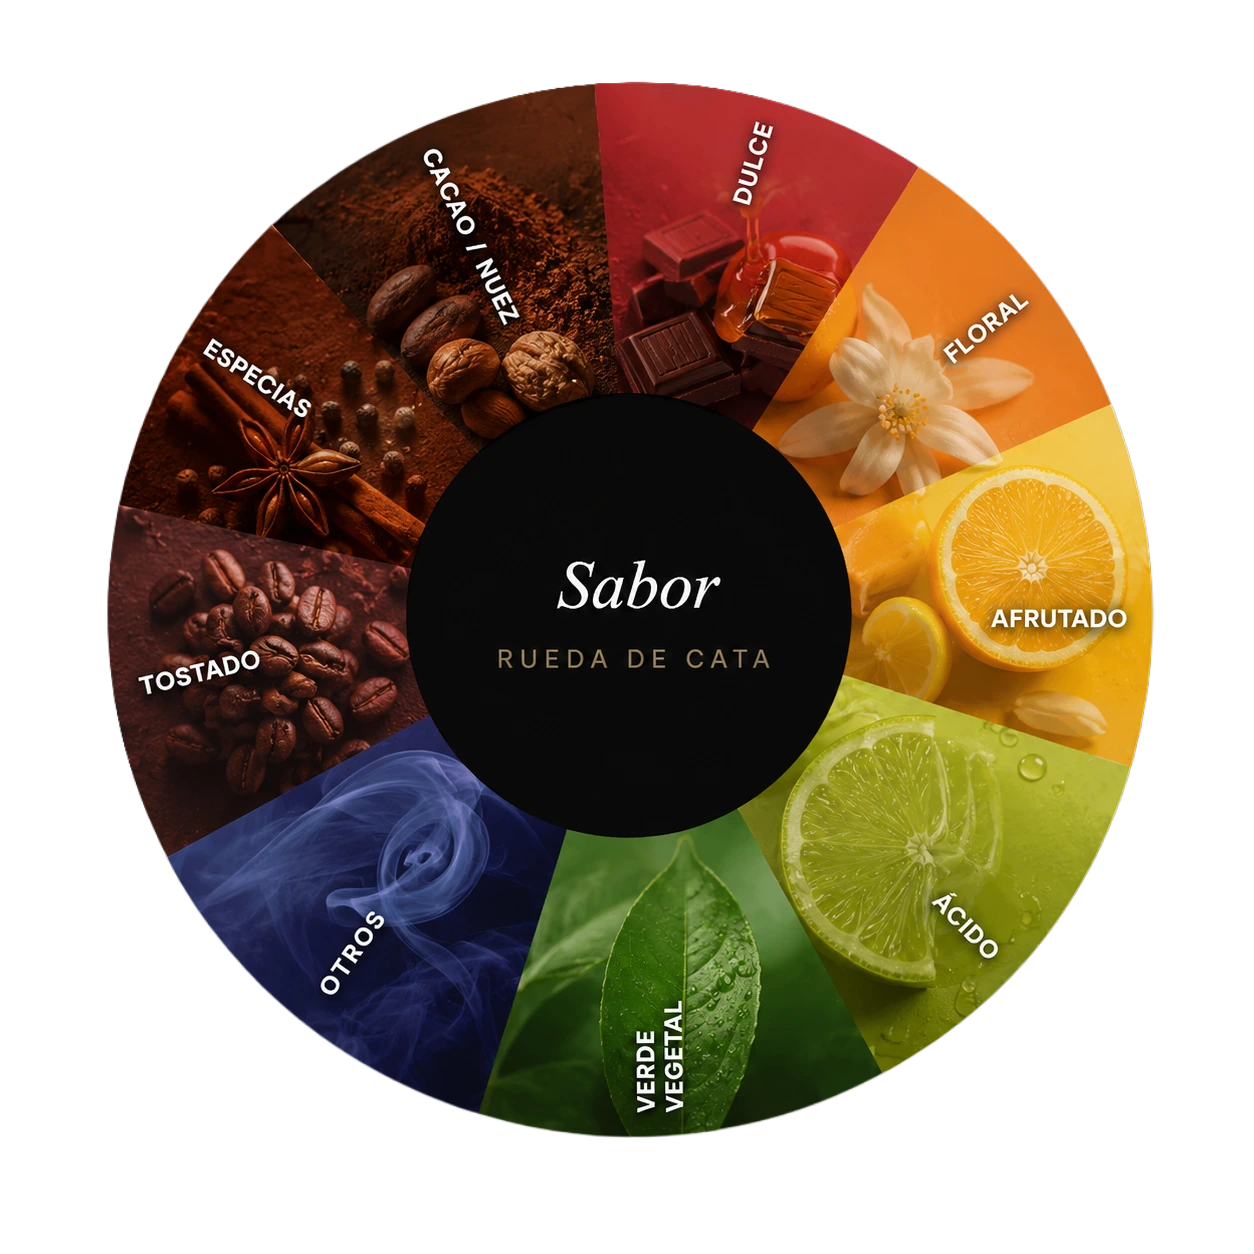 DULCE
FLORAL
AFRUTADO
ÁCIDO
VERDE
VEGETAL
OTROS
TOSTADO
ESPECIAS
CACAO / NUEZ
Sabor
RUEDA DE CATA